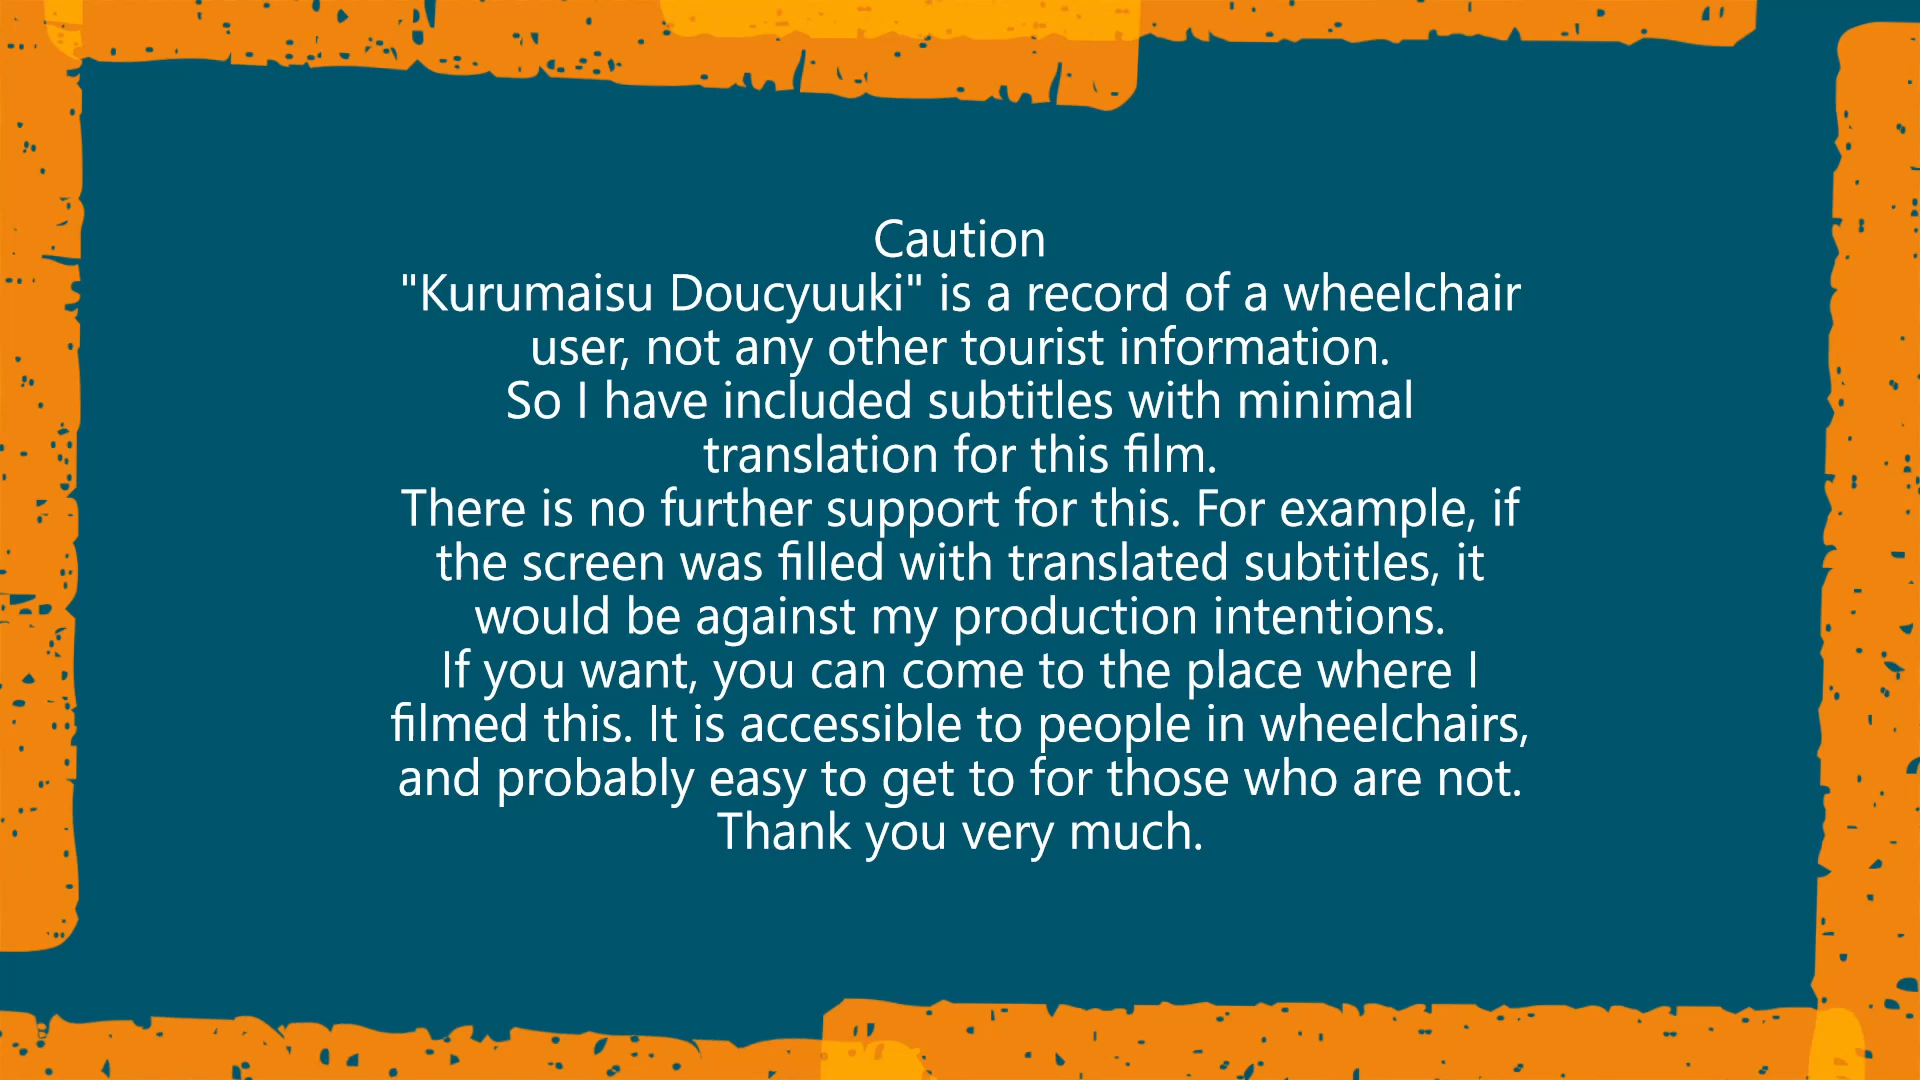 Caution
"Kurumaisu Doucyuuki" is a record of a wheelchair
user, not any other tourist information.
So I have included subtitles with minimal
translation for this film.
There is no further support for this. For example, if
the screen was filled with translated subtitles, it
would be against my production intentions.
If you want, you can come to the place where I
filmed this. It is accessible to people in wheelchairs,
and probably easy to get to for those who are not.
Thank you very much.